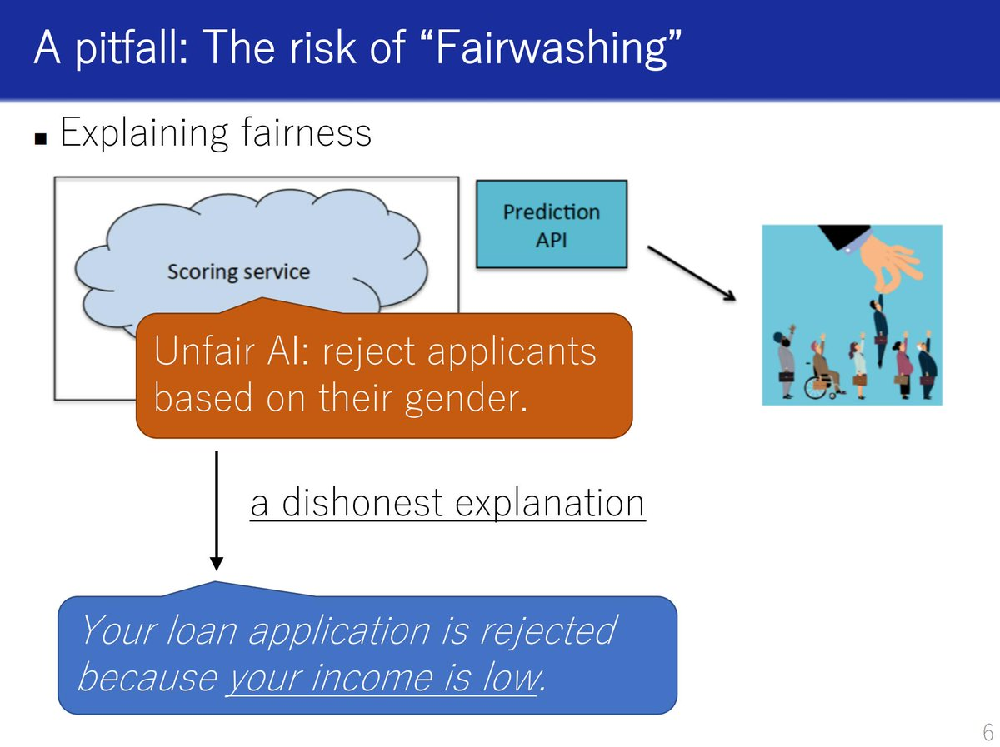 A pitfall: The risk of “Fairwashing”
■ Explaining fairness
Scoring service
Prediction
API
Unfair AI: reject applicants
based on their gender.
a dishonest explanation
Your loan application is rejected
because your income is low.
6